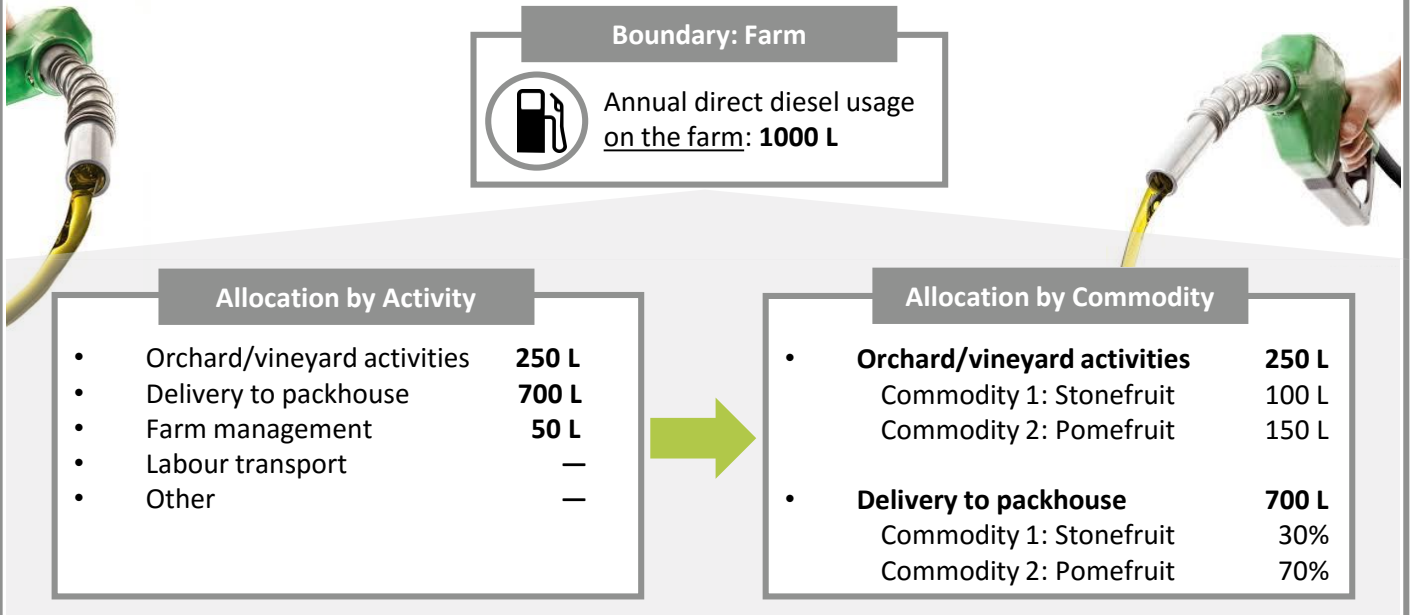 Boundary: Farm
Annual direct diesel usage
on the farm: 1000 L
Allocation by Activity
• Orchard/vineyard activities 250 L
• Delivery to packhouse 700 L
• Farm management 50 L
• Labour transport —
• Other —
Allocation by Commodity
• Orchard/vineyard activities 250 L
Commodity 1: Stonefruit 100 L
Commodity 2: Pomefruit 150 L
• Delivery to packhouse 700 L
Commodity 1: Stonefruit 30%
Commodity 2: Pomefruit 70%